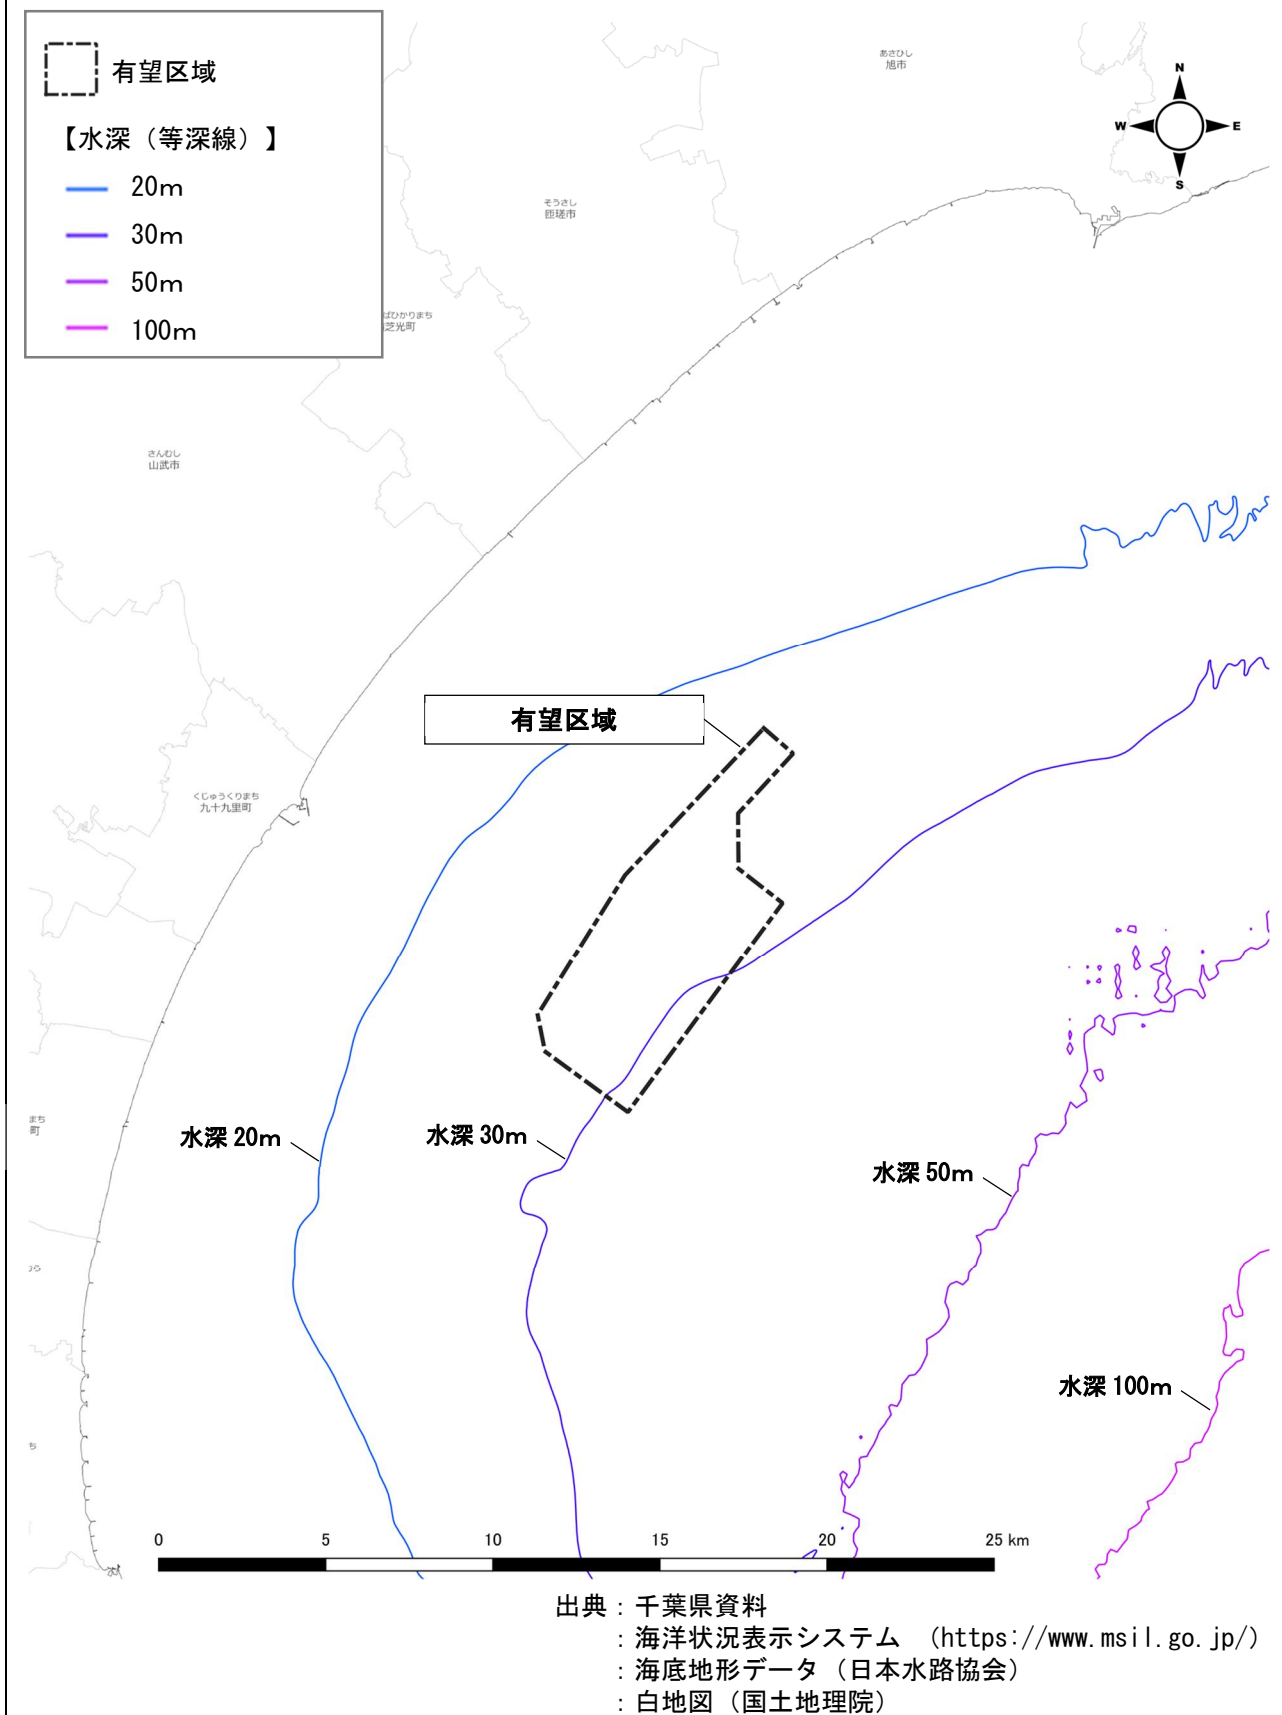 有望区域
【水深（等深線）】
20m
30m
50m
100m
あさひし
旭市
N
W
E
S
そうさし
匝瑳市
ばひかりまち
芝光町
さんむし
山武市
有望区域
くじゅうくりまち
九十九里町
まち
町
水深 20m
水深 30m
水深 50m
むら
水深 100m
ち
0 5 10 15 20 25 km
出典：千葉県資料
：海洋状況表示システム （https://www.msil.go.jp/）
：海底地形データ（日本水路協会）
：白地図（国土地理院）